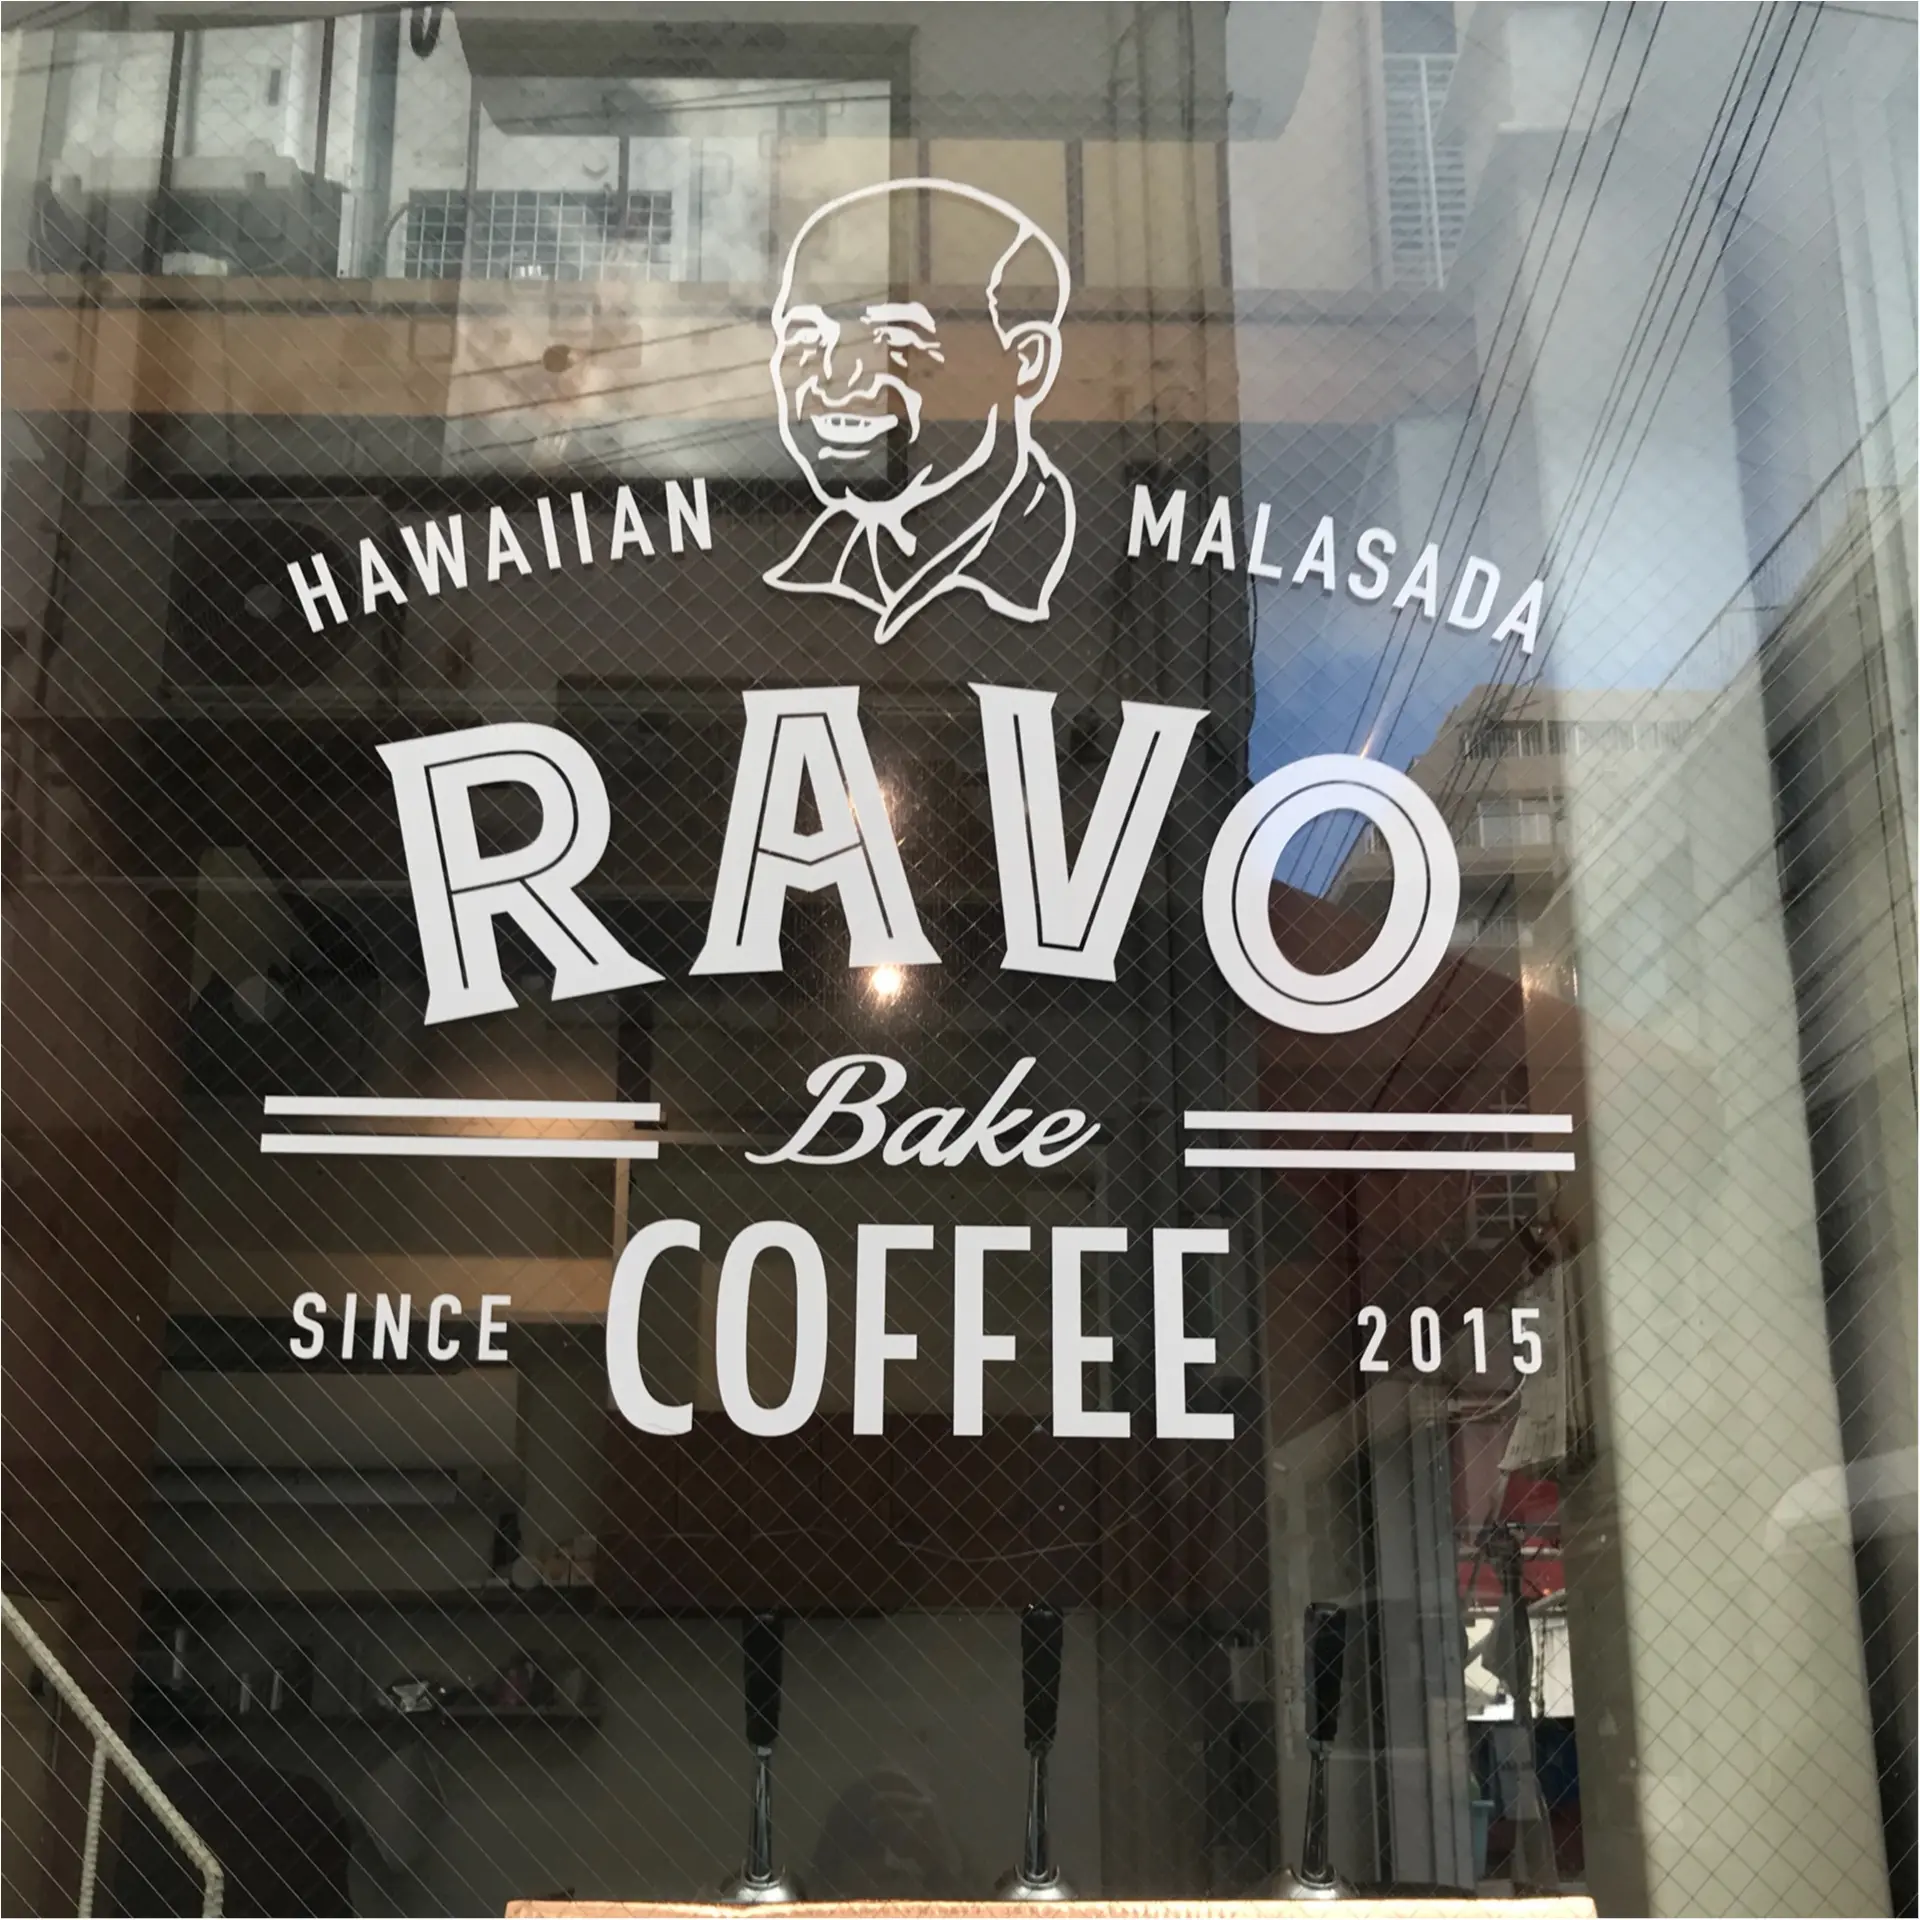 HAWAIIAN MALASADA
RAVO
Bake
COFFEE
SINCE 2015